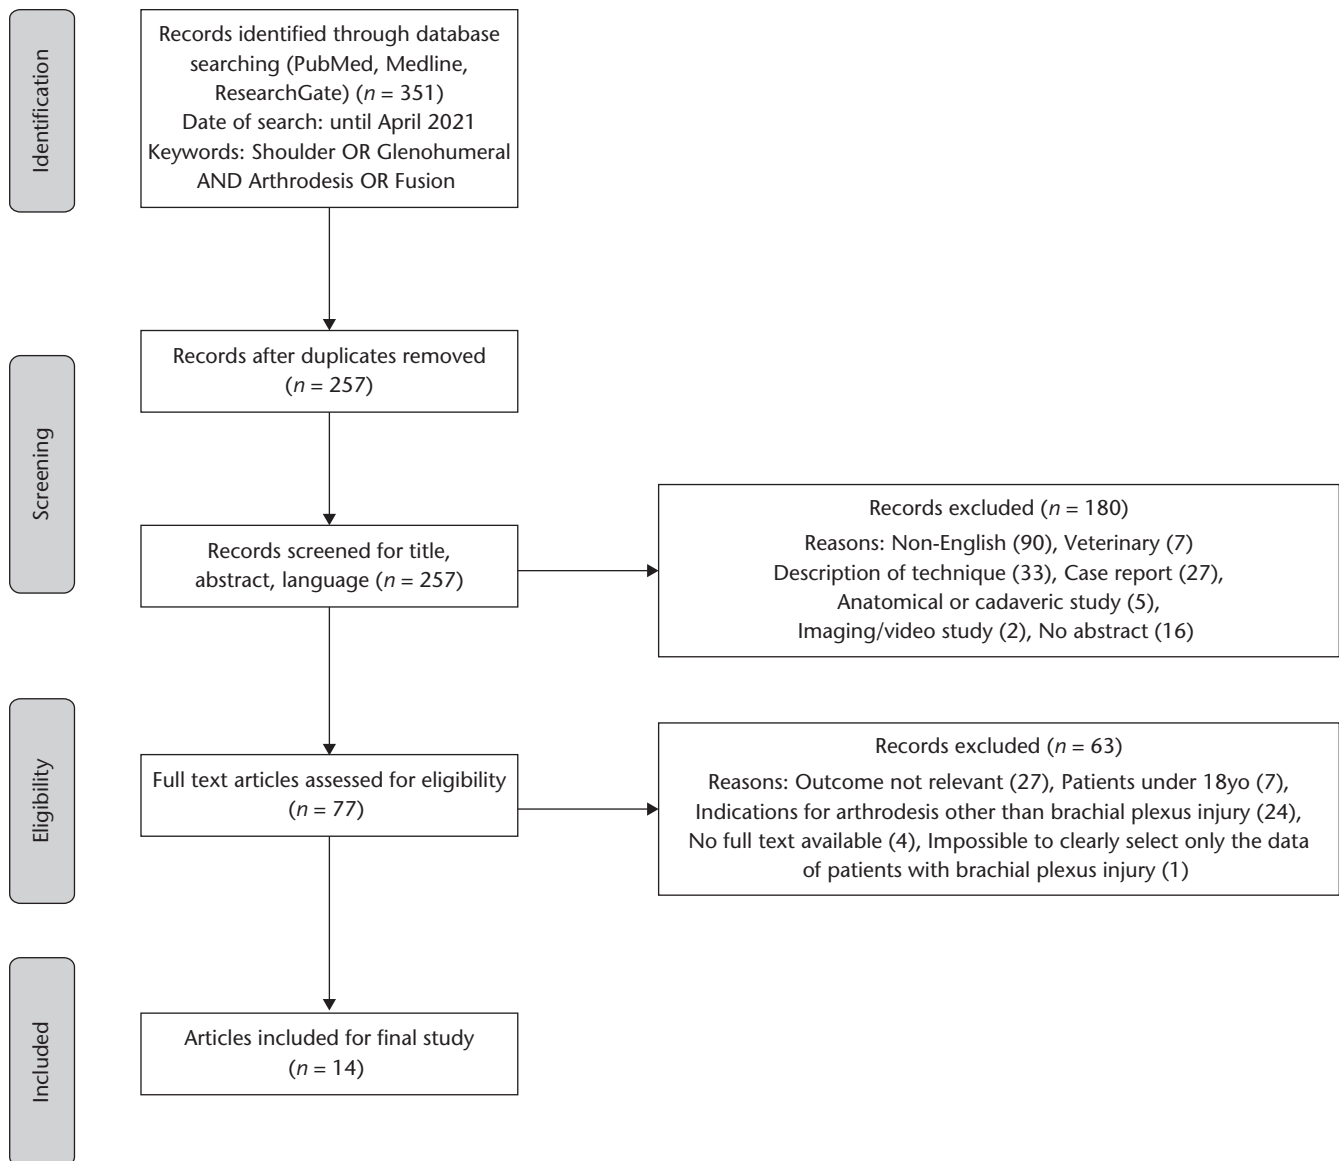 Identification
Records identified through database
searching (PubMed, Medline,
ResearchGate) (n = 351)
Date of search: until April 2021
Keywords: Shoulder OR Glenohumeral
AND Arthrodesis OR Fusion
Screening
Records after duplicates removed
(n = 257)
Records screened for title,
abstract, language (n = 257)
Records excluded (n = 180)
Reasons: Non-English (90), Veterinary (7)
Description of technique (33), Case report (27),
Anatomical or cadaveric study (5),
Imaging/video study (2), No abstract (16)
Eligibility
Full text articles assessed for eligibility
(n = 77)
Records excluded (n = 63)
Reasons: Outcome not relevant (27), Patients under 18yo (7),
Indications for arthrodesis other than brachial plexus injury (24),
No full text available (4), Impossible to clearly select only the data
of patients with brachial plexus injury (1)
Included
Articles included for final study
(n = 14)